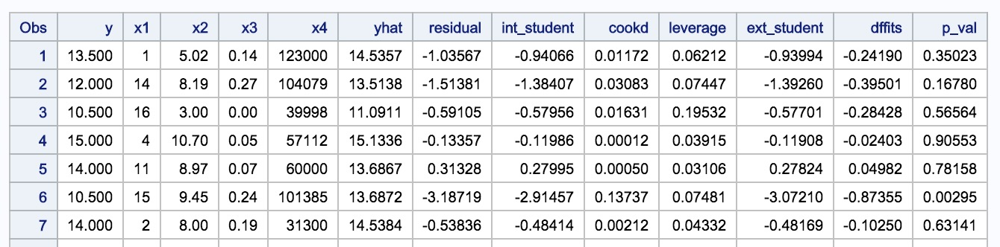 Obs y x1 x2 x3 x4 yhat residual int_student cookd leverage ext_student dffits p_val
1 13.500 1 5.02 0.14 123000 14.5357 -1.03567 -0.94066 0.01172 0.06212 -0.93994 -0.24190 0.35023
2 12.000 14 8.19 0.27 104079 13.5138 -1.51381 -1.38407 0.03083 0.07447 -1.39260 -0.39501 0.16780
3 10.500 16 3.00 0.00 39998 11.0911 -0.59105 -0.57956 0.01631 0.19532 -0.57701 -0.28428 0.56564
4 15.000 4 10.70 0.05 57112 15.1336 -0.13357 -0.11986 0.00012 0.03915 -0.11908 -0.02403 0.90553
5 14.000 11 8.97 0.07 60000 13.6867 0.31328 0.27995 0.00050 0.03106 0.27824 0.04982 0.78158
6 10.500 15 9.45 0.24 101385 13.6872 -3.18719 -2.91457 0.13737 0.07481 -3.07210 -0.87355 0.00295
7 14.000 2 8.00 0.19 31300 14.5384 -0.53836 -0.48414 0.00212 0.04332 -0.48169 -0.10250 0.63141